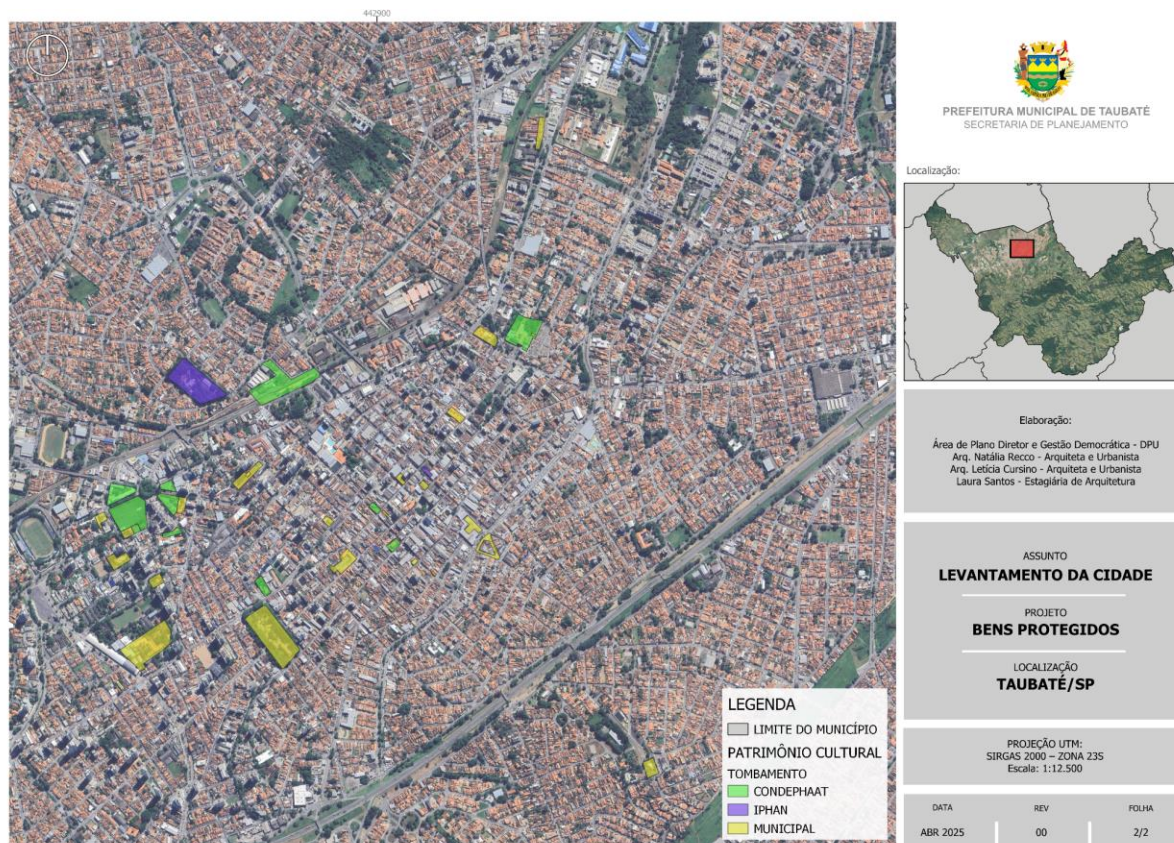 442900
LEGENDA
LIMITE DO MUNICÍPIO
PATRIMÔNIO CULTURAL
TOMBAMENTO
CONDEPHAAT
IPHAN
MUNICIPAL
PREFEITURA MUNICIPAL DE TAUBATÉ
SECRETARIA DE PLANEJAMENTO
Localização:
Elaboração:
Área de Plano Diretor e Gestão Democrática - DPU
Arq. Natália Recco - Arquiteta e Urbanista
Arq. Letícia Cursino - Arquiteta e Urbanista
Laura Santos - Estagiária de Arquitetura
ASSUNTO
LEVANTAMENTO DA CIDADE
PROJETO
BENS PROTEGIDOS
LOCALIZAÇÃO
TAUBATÉ/SP
PROJEÇÃO UTM:
SIRGAS 2000 – ZONA 23S
Escala: 1:12.500
DATA REV FOLHA
ABR 2025 00 2/2